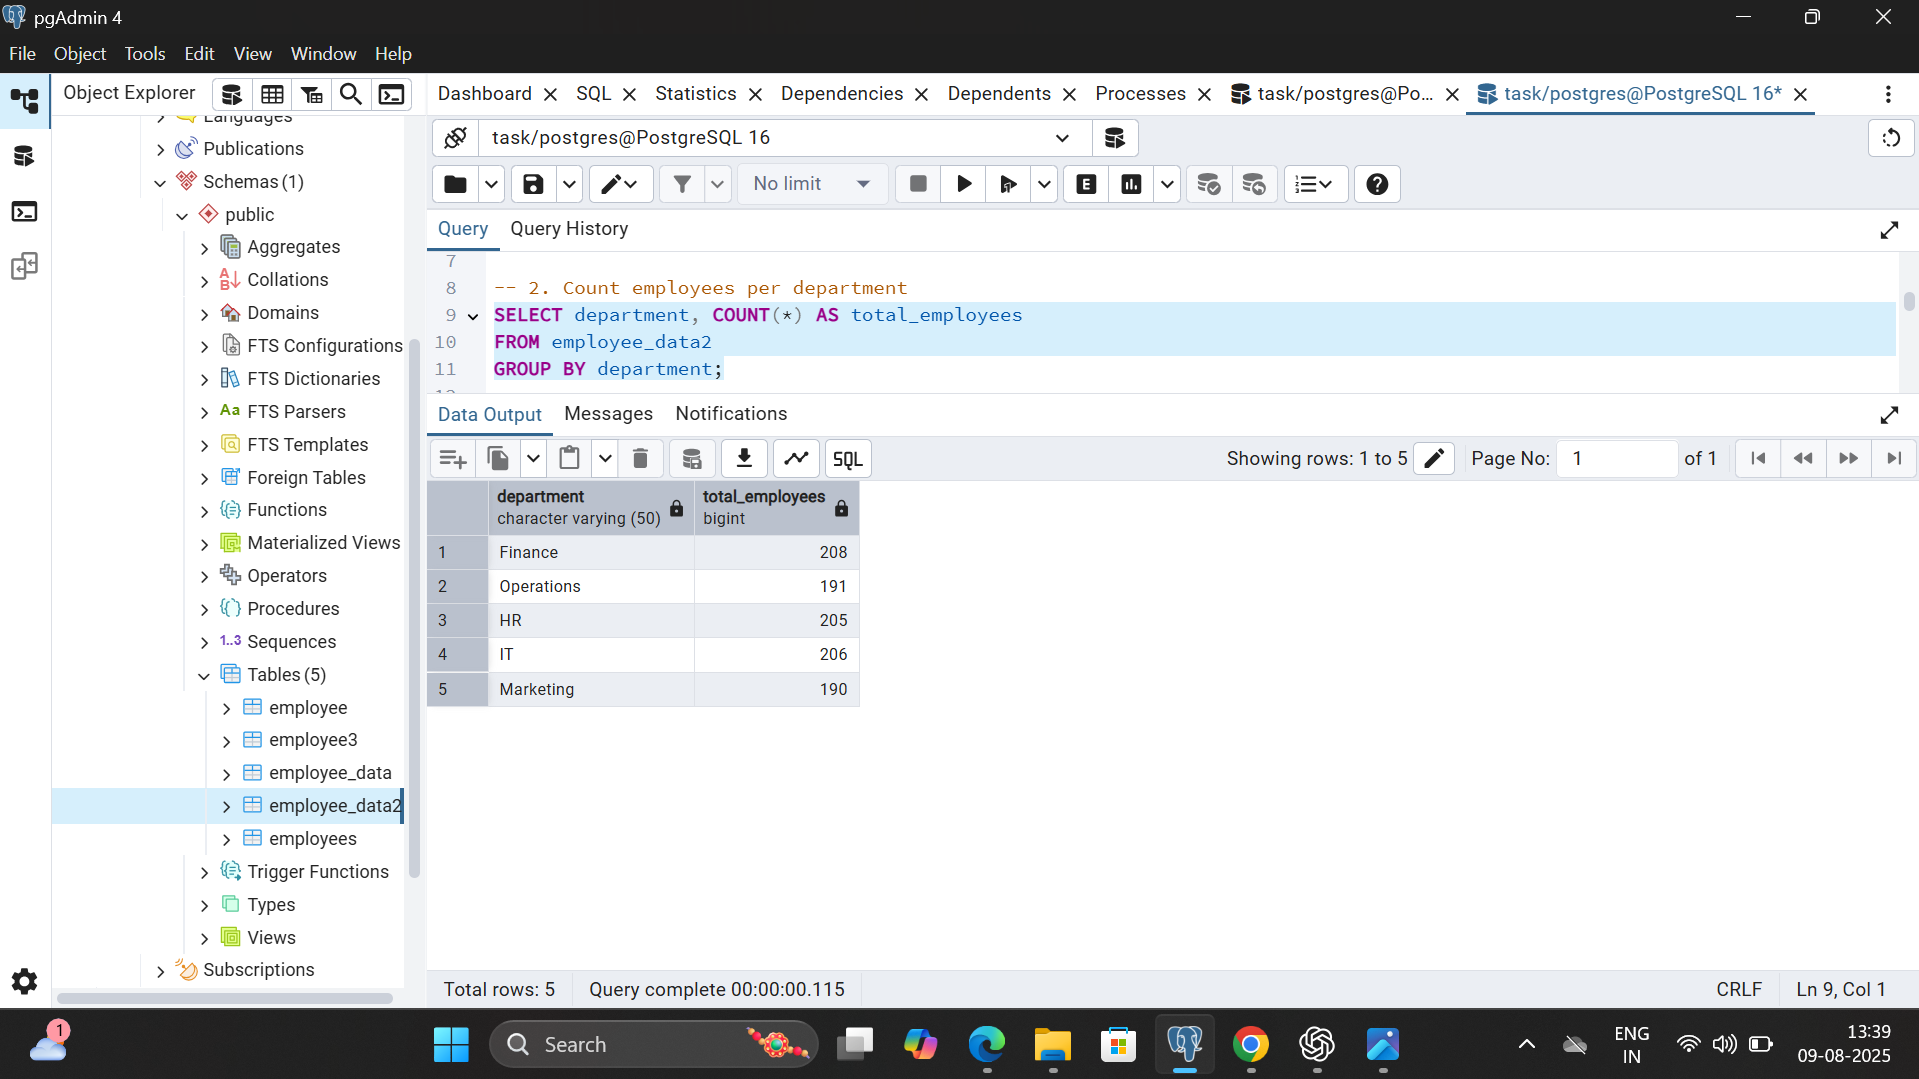 pgAdmin 4
File Object Tools Edit View Window Help
Object Explorer
Dashboard SQL Statistics Dependencies Dependents Processes task/postgres@Po... task/postgres@PostgreSQL 16*
Languages
Publications
Schemas (1)
public
Aggregates
Collations
Domains
FTS Configurations
FTS Dictionaries
Aa FTS Parsers
FTS Templates
Foreign Tables
Functions
Materialized Views
Operators
Procedures
1..3 Sequences
Tables (5)
employee
employee3
employee_data
employee_data2
employees
Trigger Functions
Types
Views
Subscriptions
task/postgres@PostgreSQL 16
No limit
E
Query Query History
7
8 -- 2. Count employees per department
9 SELECT department, COUNT(*) AS total_employees
10 FROM employee_data2
11 GROUP BY department;
12
Data Output Messages Notifications
SQL Showing rows: 1 to 5 Page No: 1 of 1
department total_employees
character varying (50) bigint
1 Finance 208
2 Operations 191
3 HR 205
4 IT 206
5 Marketing 190
Total rows: 5 Query complete 00:00:00.115 CRLF Ln 9, Col 1
1
Search
ENG
IN
13:39
09-08-2025